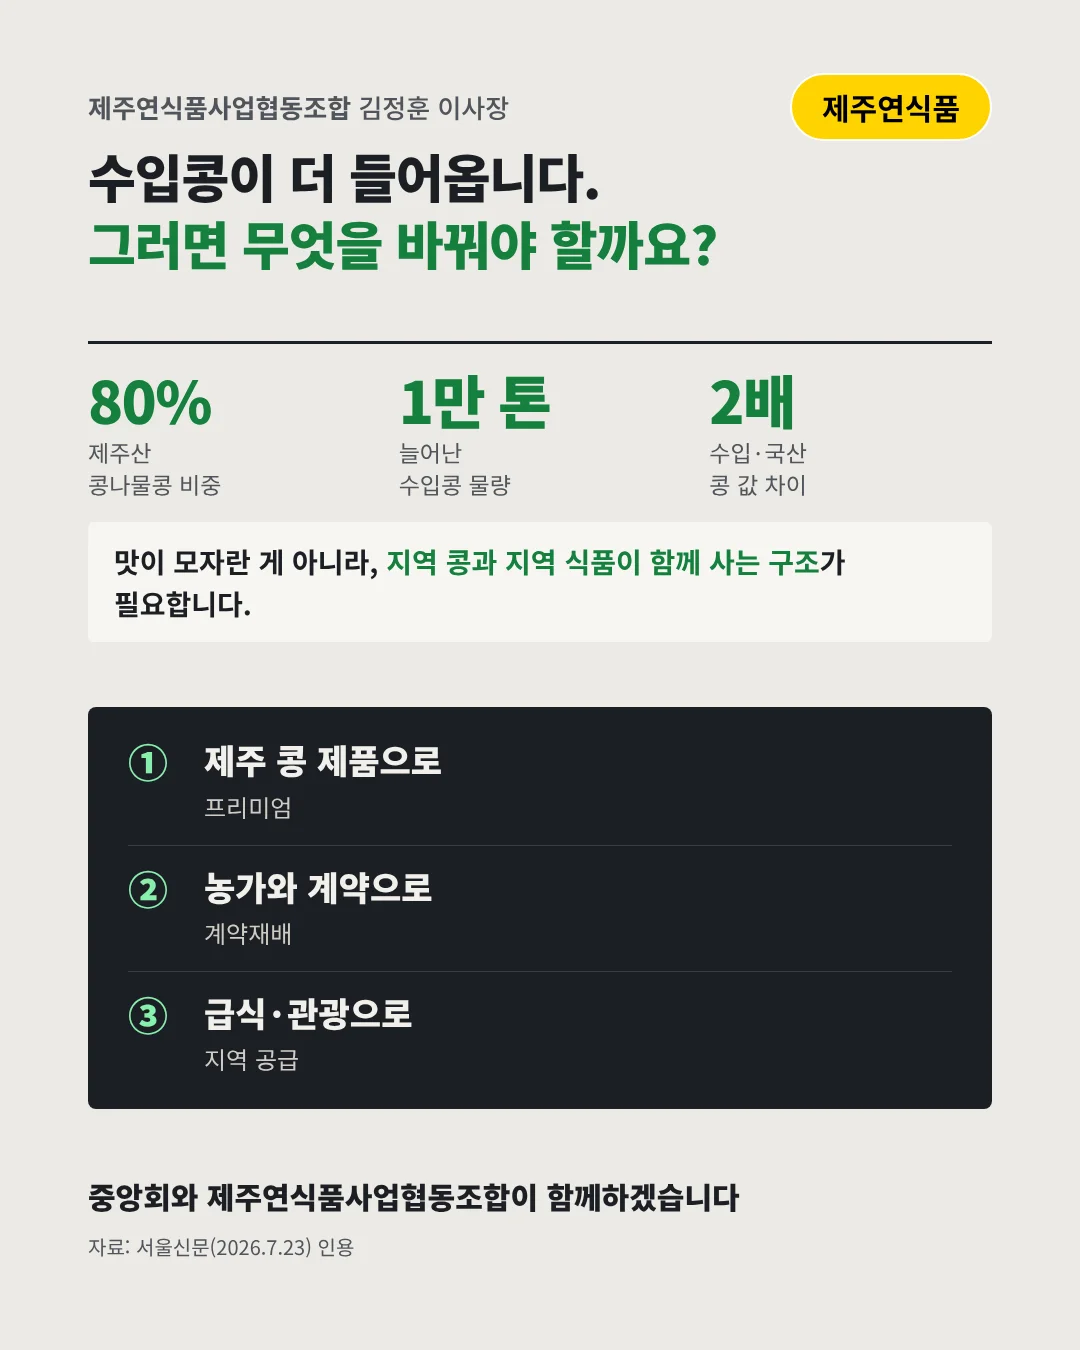 제주연식품사업협동조합 김정훈 이사장
제주연식품
수입콩이 더 들어옵니다.
그러면 무엇을 바꿔야 할까요?
80%
제주산
콩나물콩 비중
1만 톤
늘어난
수입콩 물량
2배
수입·국산
콩 값 차이
맛이 모자란 게 아니라, 지역 콩과 지역 식품이 함께 사는 구조가
필요합니다.
① 제주 콩 제품으로
프리미엄
② 농가와 계약으로
계약재배
③ 급식·관광으로
지역 공급
중앙회와 제주연식품사업협동조합이 함께하겠습니다
자료: 서울신문(2026.7.23) 인용